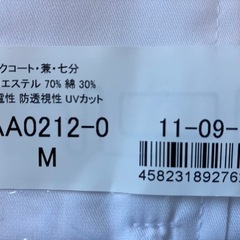 クコート・兼・七分
エステル 70% 綿 30%
電性 防透視性 UVカット
AA0212-0
11-09-
M
458231892762